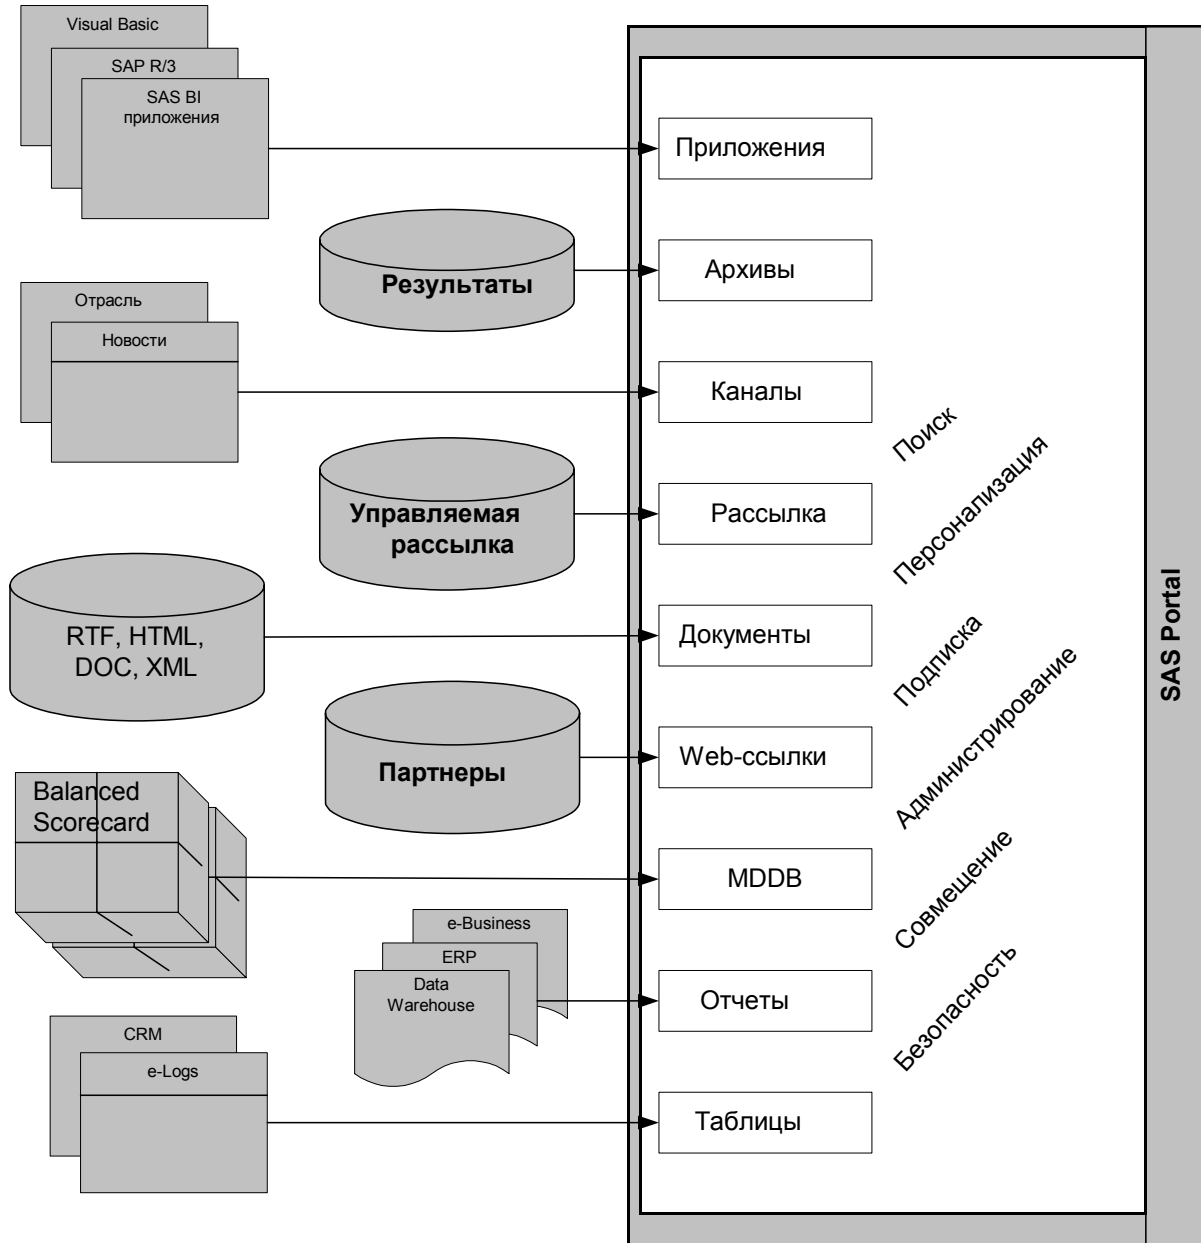 Visual Basic
SAP R/3
SAS BI
приложения
Приложения
Результаты
Архивы
Отрасль
Новости
Каналы
Управляемая
рассылка
Рассылка
RTF, HTML,
DOC, XML
Документы
Партнеры
Web-ссылки
Balanced
Scorecard
MDDB
e-Business
ERP
Data
Warehouse
Отчеты
CRM
e-Logs
Таблицы
Поиск
Персонализация
Подписка
Администрирование
Совмещение
Безопасность
SAS Portal